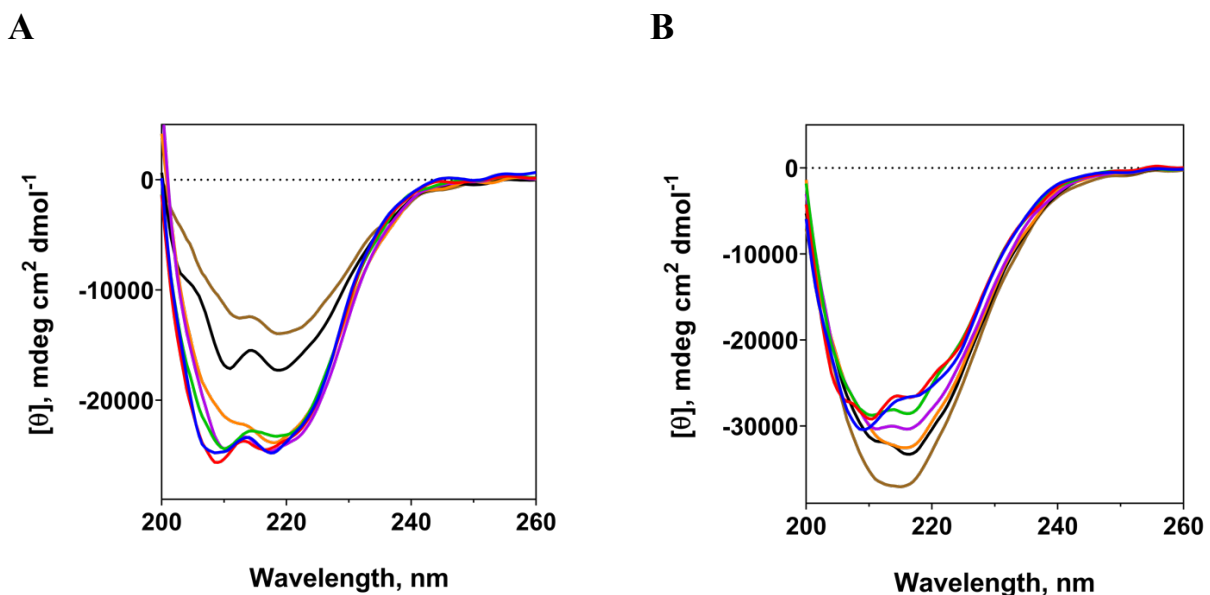 A
B
0
-10000
-20000
[θ], mdeg cm² dmol⁻¹
200 220 240 260
Wavelength, nm
0
-10000
-20000
-30000
[θ], mdeg cm² dmol⁻¹
200 220 240 260
Wavelength, nm